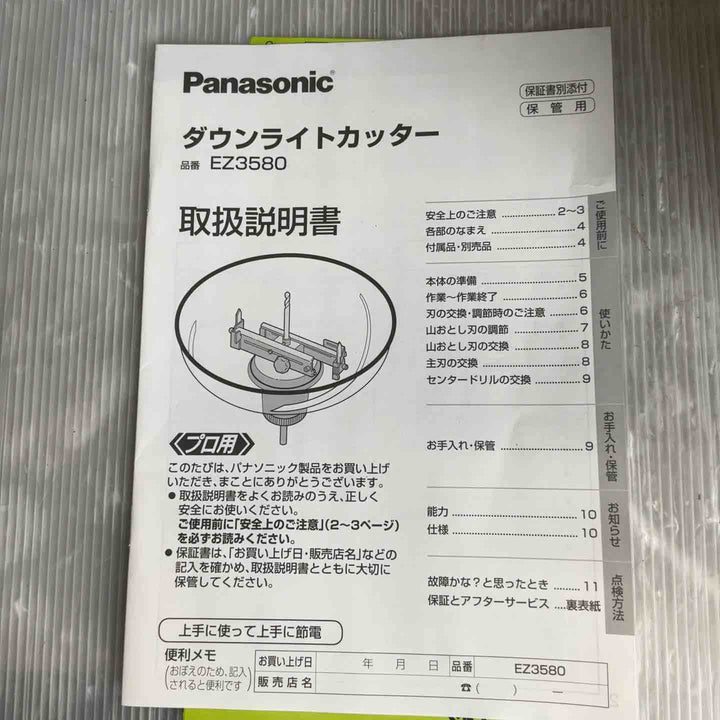 Panasonic
保証書別添付
保管用
ダウンライトカッター
品番 EZ3580
取扱説明書
安全上のご注意 .................... 2〜3
各部のなまえ .......................... 4
付属品・別売品 ........................ 4
ご使用前に
本体の準備 ............................ 5
作業〜作業終了 ........................ 6
刃の交換・調節時のご注意 .... 6
山おとし刃の調節 .................. 7
山おとし刃の交換 .................. 8
主刃の交換 ............................ 8
センタードリルの交換 ............ 9
使いかた
お手入れ・保管 ...................... 9
お手入れ・保管
能力 .................................... 10
仕様 .................................... 10
お知らせ
故障かな？と思ったとき ......... 11
保証とアフターサービス .... 裏表紙
点検方法
プロ用
このたびは、パナソニック製品をお買い上げ
いただき、まことにありがとうございます。
● 取扱説明書をよくお読みのうえ、正しく
安全にお使いください。
ご使用前に「安全上のご注意」（2〜3ページ）
を必ずお読みください。
● 保証書は、「お買い上げ日・販売店名」などの
記入を確かめ、取扱説明書とともに大切に
保管してください。
上手に使って上手に節電
便利メモ
（おぼえのため、記入
されると便利です）
お買い上げ日 年 月 日 品番 EZ3580
販売店名 ☎（ ） ―